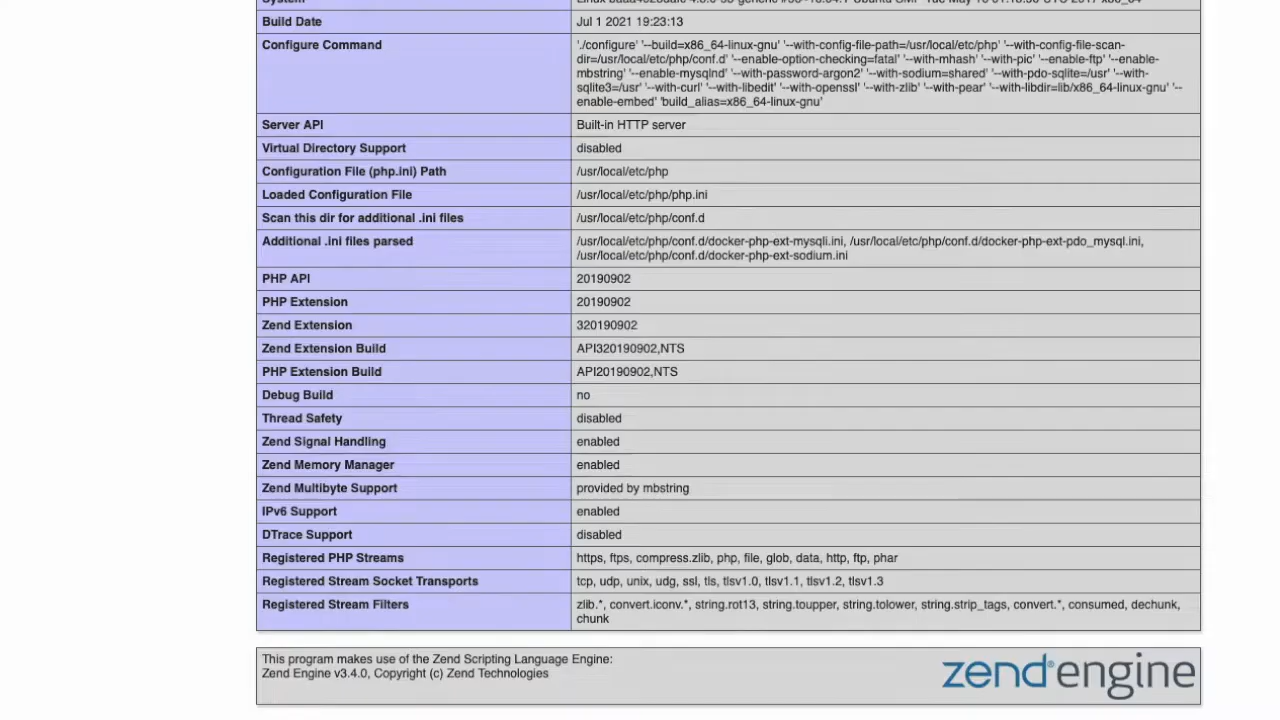 Build Date Jul 1 2021 19:23:13
Configure Command './configure' '--build=x86_64-linux-gnu' '--with-config-file-path=/usr/local/etc/php' '--with-config-file-scan-
dir=/usr/local/etc/php/conf.d' '--enable-option-checking=fatal' '--with-mhash' '--with-pic' '--enable-ftp' '--enable-
mbstring' '--enable-mysqlnd' '--with-password-argon2' '--with-sodium=shared' '--with-pdo-sqlite=/usr' '--with-
sqlite3=/usr' '--with-curl' '--with-libedit' '--with-openssl' '--with-zlib' '--with-pear' '--with-libdir=lib/x86_64-linux-gnu' '--
enable-embed' 'build_alias=x86_64-linux-gnu'
Server API Built-in HTTP server
Virtual Directory Support disabled
Configuration File (php.ini) Path /usr/local/etc/php
Loaded Configuration File /usr/local/etc/php/php.ini
Scan this dir for additional .ini files /usr/local/etc/php/conf.d
Additional .ini files parsed /usr/local/etc/php/conf.d/docker-php-ext-mysqli.ini, /usr/local/etc/php/conf.d/docker-php-ext-pdo_mysql.ini,
/usr/local/etc/php/conf.d/docker-php-ext-sodium.ini
PHP API 20190902
PHP Extension 20190902
Zend Extension 320190902
Zend Extension Build API320190902,NTS
PHP Extension Build API20190902,NTS
Debug Build no
Thread Safety disabled
Zend Signal Handling enabled
Zend Memory Manager enabled
Zend Multibyte Support provided by mbstring
IPv6 Support enabled
DTrace Support disabled
Registered PHP Streams https, ftps, compress.zlib, php, file, glob, data, http, ftp, phar
Registered Stream Socket Transports tcp, udp, unix, udg, ssl, tls, tlsv1.0, tlsv1.1, tlsv1.2, tlsv1.3
Registered Stream Filters zlib.*, convert.iconv.*, string.rot13, string.toupper, string.tolower, string.strip_tags, convert.*, consumed, dechunk,
chunk
This program makes use of the Zend Scripting Language Engine:
Zend Engine v3.4.0, Copyright (c) Zend Technologies
zend® engine